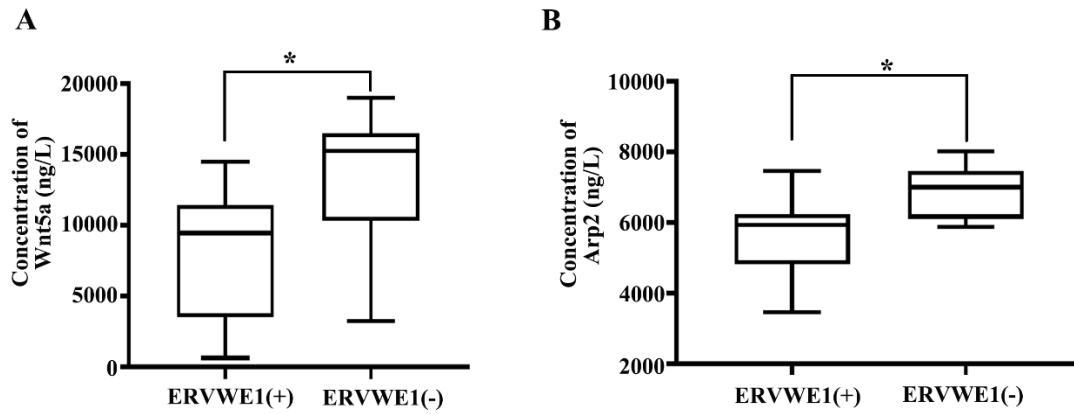 A
Concentration of
Wnt5a (ng/L)
20000
15000
10000
5000
0
*
ERVWE1(+)
ERVWE1(-)
B
Concentration of
Arp2 (ng/L)
10000
8000
6000
4000
2000
*
ERVWE1(+)
ERVWE1(-)